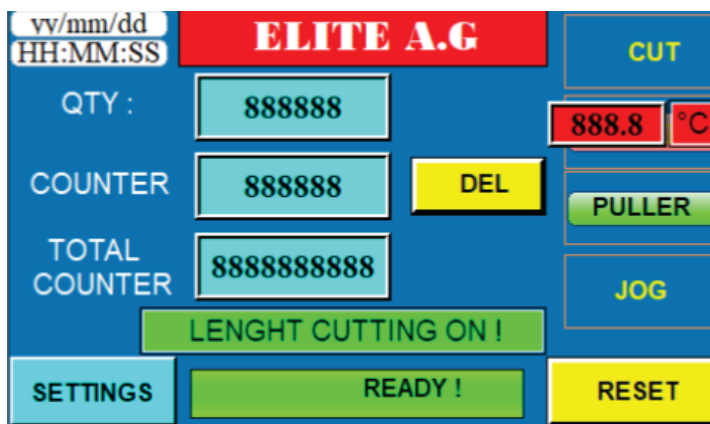 yy/mm/dd
HH:MM:SS
ELITE A.G
CUT
QTY :
888888
888.8
°C
COUNTER
888888
DEL
PULLER
TOTAL
COUNTER
8888888888
JOG
LENGHT CUTTING ON !
SETTINGS
READY !
RESET